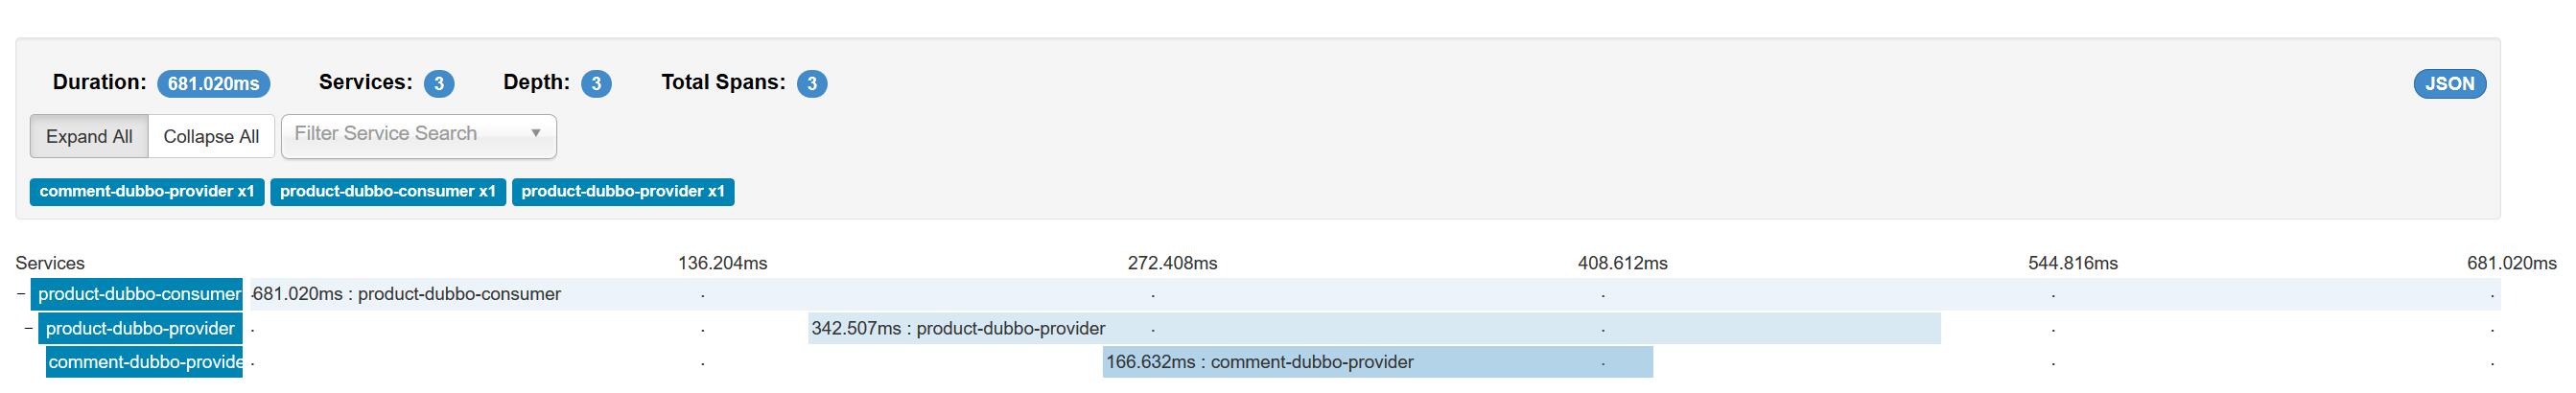 Duration: 681.020ms Services: 3 Depth: 3 Total Spans: 3 JSON
Expand All Collapse All Filter Service Search
comment-dubbo-provider x1 product-dubbo-consumer x1 product-dubbo-provider x1
Services 136.204ms 272.408ms 408.612ms 544.816ms 681.020ms
− product-dubbo-consumer 681.020ms : product-dubbo-consumer
− product-dubbo-provider 342.507ms : product-dubbo-provider
comment-dubbo-provide 166.632ms : comment-dubbo-provider